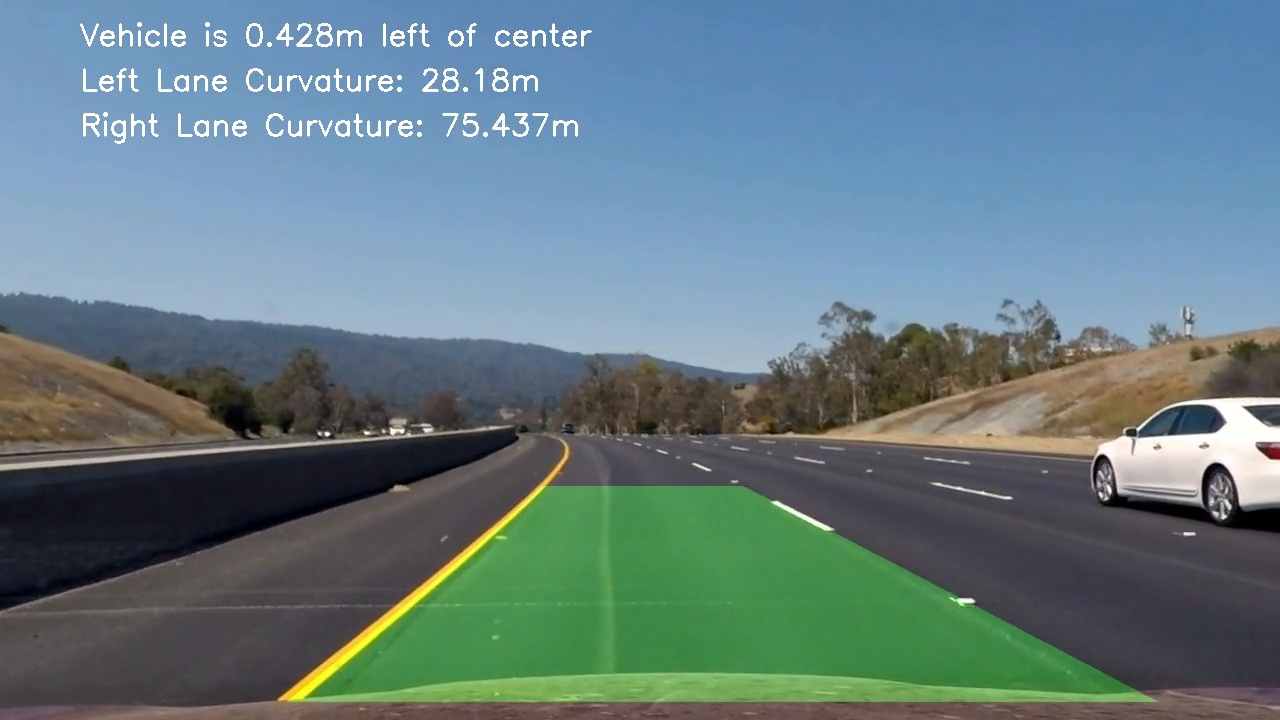 Vehicle is 0.428m left of center
Left Lane Curvature: 28.18m
Right Lane Curvature: 75.437m